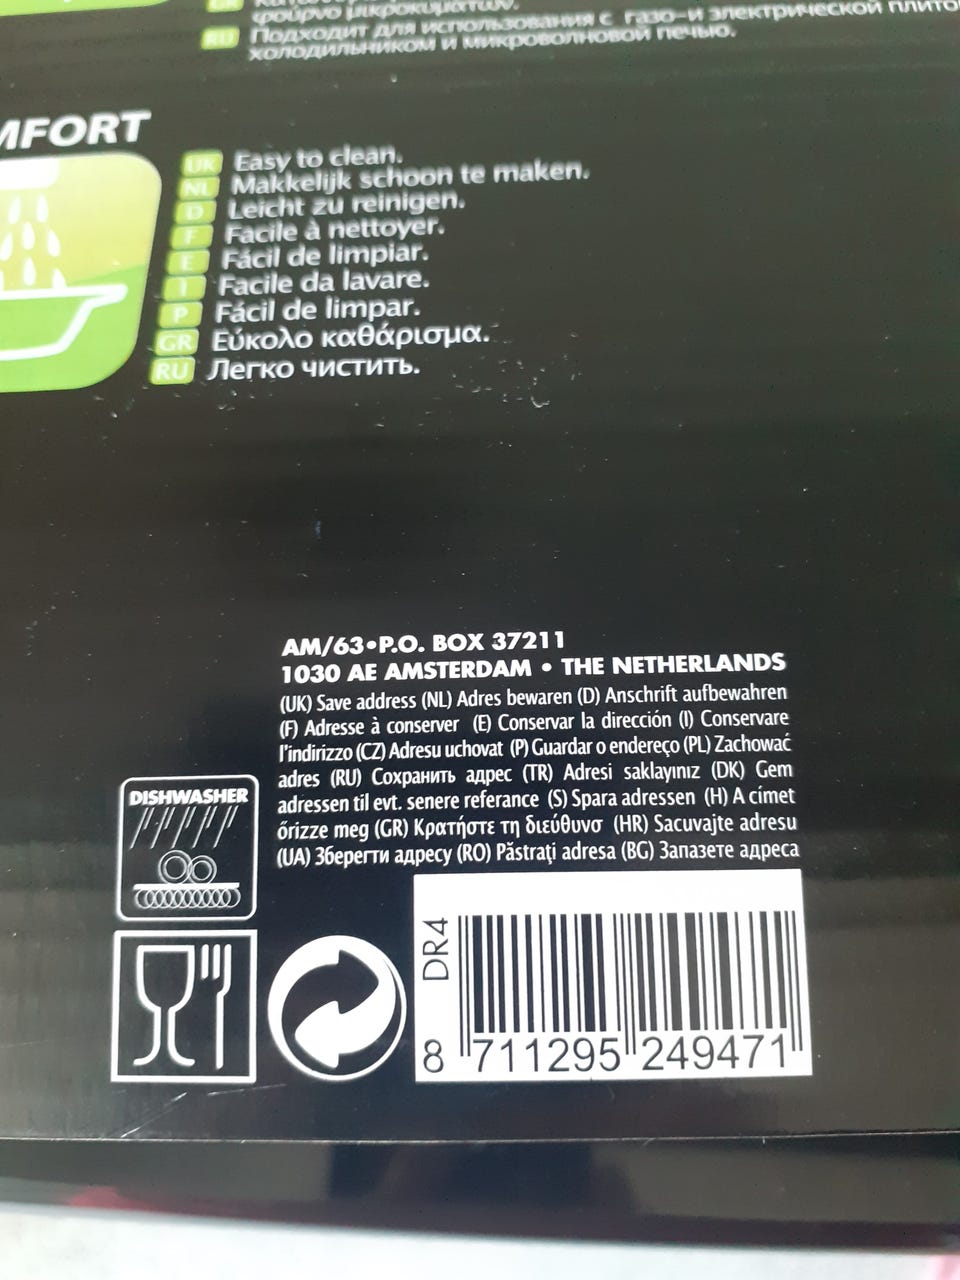 GR φούρνο μικροκυμάτων.
RU Подходит для использования с газо-и электрической плито
холодильником и микроволновой печью.
MFORT
UK Easy to clean.
NL Makkelijk schoon te maken.
D Leicht zu reinigen.
F Facile à nettoyer.
E Fácil de limpiar.
I Facile da lavare.
P Fácil de limpar.
GR Εύκολο καθάρισμα.
RU Легко чистить.
AM/63•P.O. BOX 37211
1030 AE AMSTERDAM • THE NETHERLANDS
(UK) Save address (NL) Adres bewaren (D) Anschrift aufbewahren
(F) Adresse à conserver (E) Conservar la dirección (I) Conservare
l'indirizzo (CZ) Adresu uchovat (P) Guardar o endereço (PL) Zachować
adres (RU) Сохранить адрес (TR) Adresi saklayınız (DK) Gem
adressen til evt. senere referance (S) Spara adressen (H) A címet
őrizze meg (GR) Κρατήστε τη διεύθυνσ (HR) Sacuvajte adresu
(UA) Зберегти адресу (RO) Păstraţi adresa (BG) Запазете адреса
DISHWASHER
DR4
8 711295 249471